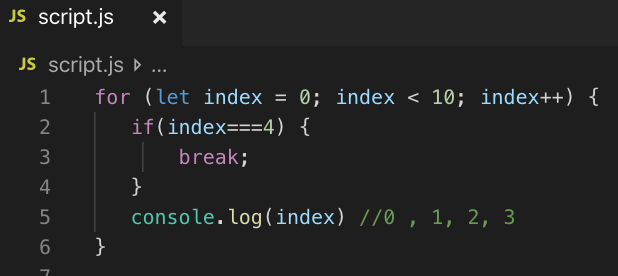 JS script.js ×
JS script.js > ...
1 for (let index = 0; index < 10; index++) {
2 if(index===4) {
3 break;
4 }
5 console.log(index) //0 , 1, 2, 3
6 }
7